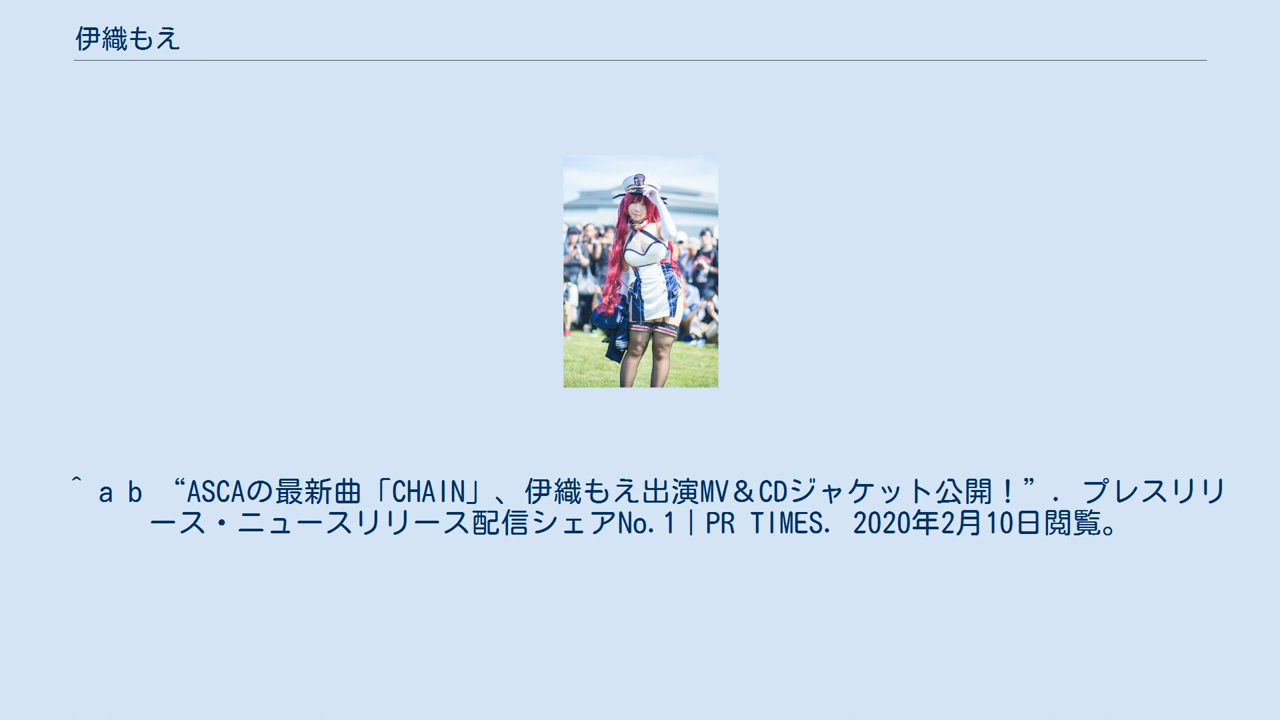 伊織もえ
^ a b “ASCAの最新曲「CHAIN」、伊織もえ出演MV＆CDジャケット公開！”. プレスリリ
ース・ニュースリリース配信シェアNo.1｜PR TIMES. 2020年2月10日閲覧。